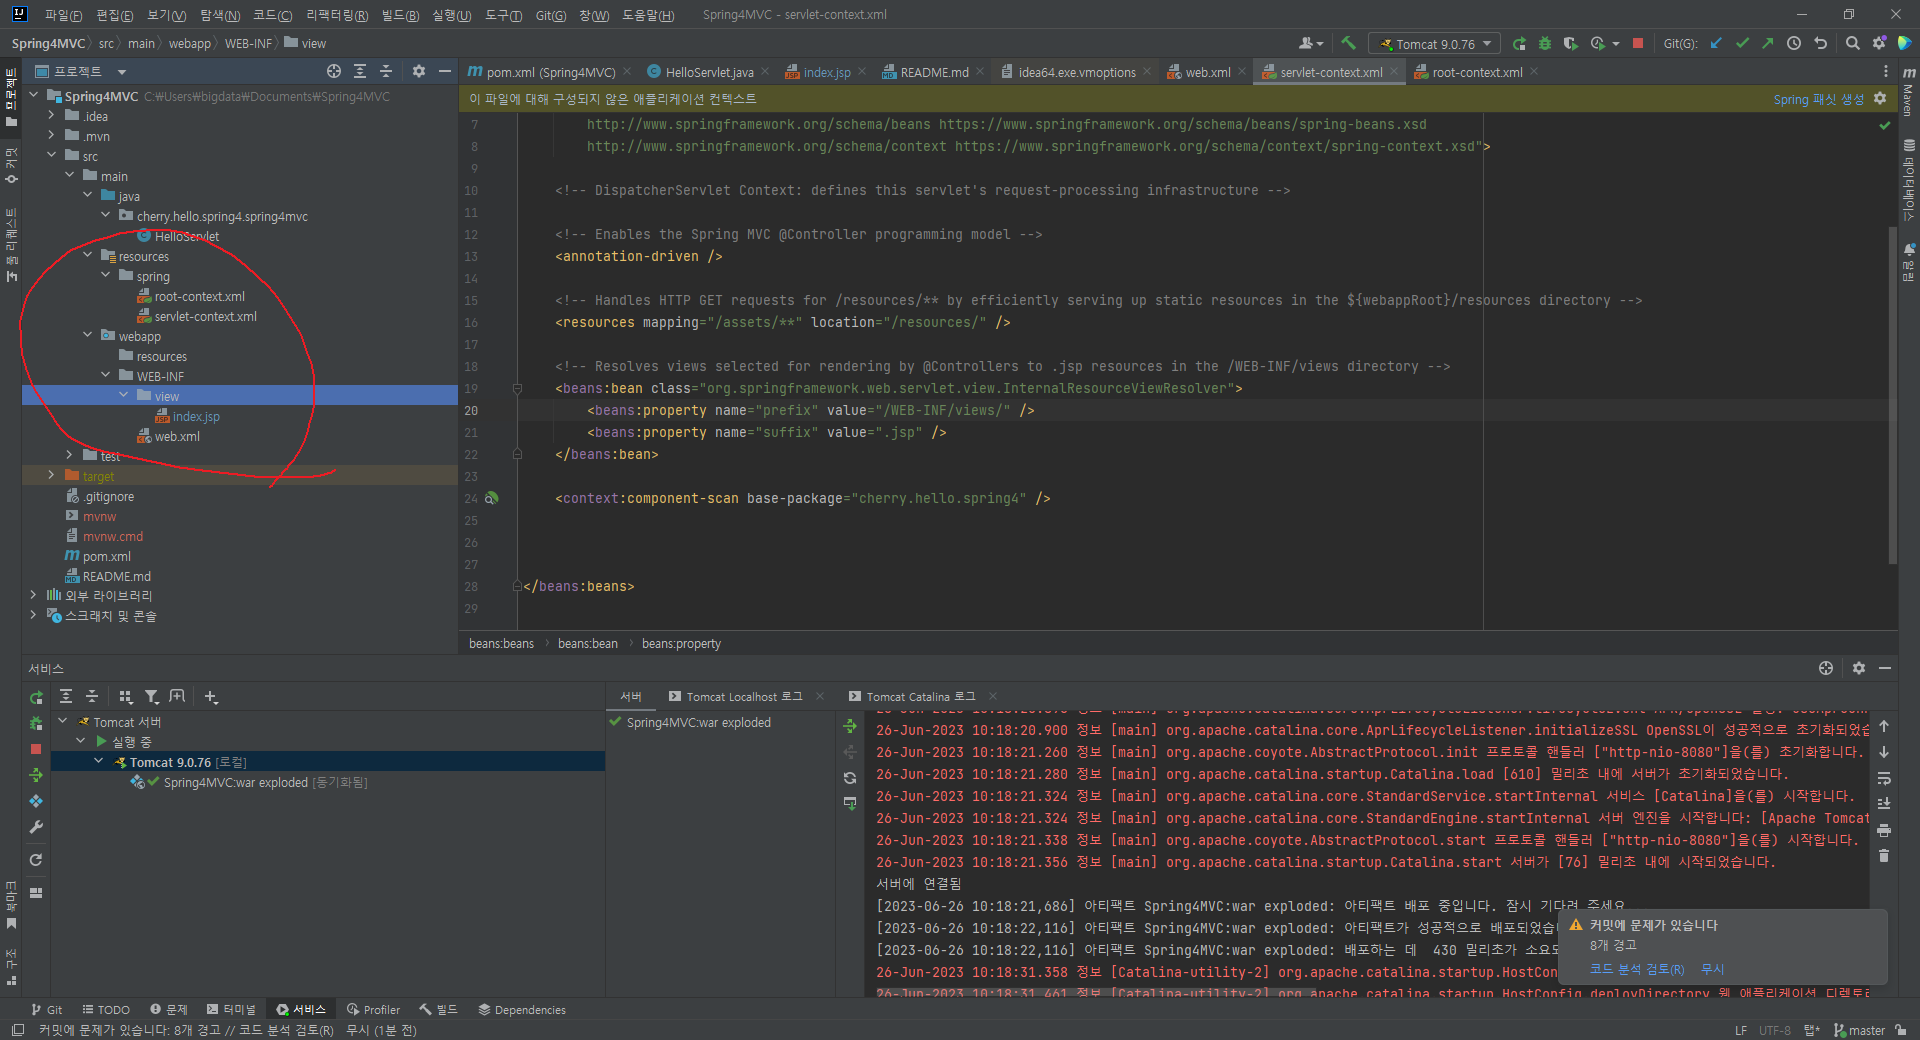 파일(F) 편집(E) 보기(V) 탐색(N) 코드(C) 리팩터링(R) 빌드(B) 실행(U) 도구(T) Git(G) 창(W) 도움말(H) Spring4MVC - servlet-context.xml
Spring4MVC src main webapp WEB-INF view Tomcat 9.0.76 Git(G):
프로젝트
pom.xml (Spring4MVC) HelloServlet.java index.jsp README.md idea64.exe.vmoptions web.xml servlet-context.xml root-context.xml
프로젝트
커밋
풀 리퀘스트
북마크
구조
Maven
데이터베이스
알림
Spring4MVC C:\Users\bigdata\Documents\Spring4MVC
.idea
.mvn
src
main
java
cherry.hello.spring4.spring4mvc
HelloServlet
resources
spring
root-context.xml
servlet-context.xml
webapp
resources
WEB-INF
view
index.jsp
web.xml
test
target
.gitignore
mvnw
mvnw.cmd
pom.xml
README.md
외부 라이브러리
스크래치 및 콘솔
이 파일에 대해 구성되지 않은 애플리케이션 컨텍스트 Spring 패싯 생성
7 http://www.springframework.org/schema/beans https://www.springframework.org/schema/beans/spring-beans.xsd
8 http://www.springframework.org/schema/context https://www.springframework.org/schema/context/spring-context.xsd">
9
10 <!-- DispatcherServlet Context: defines this servlet's request-processing infrastructure -->
11
12 <!-- Enables the Spring MVC @Controller programming model -->
13 <annotation-driven />
14
15 <!-- Handles HTTP GET requests for /resources/** by efficiently serving up static resources in the ${webappRoot}/resources directory -->
16 <resources mapping="/assets/**" location="/resources/" />
17
18 <!-- Resolves views selected for rendering by @Controllers to .jsp resources in the /WEB-INF/views directory -->
19 <beans:bean class="org.springframework.web.servlet.view.InternalResourceViewResolver">
20 <beans:property name="prefix" value="/WEB-INF/views/" />
21 <beans:property name="suffix" value=".jsp" />
22 </beans:bean>
23
24 <context:component-scan base-package="cherry.hello.spring4" />
25
26
27
28 </beans:beans>
29
beans:beans beans:bean beans:property
서비스
서버 Tomcat Localhost 로그 Tomcat Catalina 로그
Tomcat 서버
실행 중
Tomcat 9.0.76 [로컬]
Spring4MVC:war exploded [동기화됨]
Spring4MVC:war exploded
26-Jun-2023 10:18:20.900 정보 [main] org.apache.catalina.core.AprLifecycleListener.initializeSSL OpenSSL이 성공적으로 초기화되었습
26-Jun-2023 10:18:21.260 정보 [main] org.apache.coyote.AbstractProtocol.init 프로토콜 핸들러 ["http-nio-8080"]을(를) 초기화합니다.
26-Jun-2023 10:18:21.280 정보 [main] org.apache.catalina.startup.Catalina.load [610] 밀리초 내에 서버가 초기화되었습니다.
26-Jun-2023 10:18:21.324 정보 [main] org.apache.catalina.core.StandardService.startInternal 서비스 [Catalina]을(를) 시작합니다.
26-Jun-2023 10:18:21.324 정보 [main] org.apache.catalina.core.StandardEngine.startInternal 서버 엔진을 시작합니다: [Apache Tomcat
26-Jun-2023 10:18:21.338 정보 [main] org.apache.coyote.AbstractProtocol.start 프로토콜 핸들러 ["http-nio-8080"]을(를) 시작합니다.
26-Jun-2023 10:18:21.356 정보 [main] org.apache.catalina.startup.Catalina.start 서버가 [76] 밀리초 내에 시작되었습니다.
서버에 연결됨
[2023-06-26 10:18:21,686] 아티팩트 Spring4MVC:war exploded: 아티팩트 배포 중입니다. 잠시 기다려 주세요
[2023-06-26 10:18:22,116] 아티팩트 Spring4MVC:war exploded: 아티팩트가 성공적으로 배포되었습
[2023-06-26 10:18:22,116] 아티팩트 Spring4MVC:war exploded: 배포하는 데 430 밀리초가 소요
26-Jun-2023 10:18:31.358 정보 [Catalina-utility-2] org.apache.catalina.startup.HostCon
26-Jun-2023 10:18:31.461 정보 [Catalina-utility-2] org.apache.catalina.startup.HostConfig.deployDirectory 웹 애플리케이션 디렉토리
커밋에 문제가 있습니다
8개 경고
코드 분석 검토(R) 무시
Git TODO 문제 터미널 서비스 Profiler 빌드 Dependencies
커밋에 문제가 있습니다: 8개 경고 // 코드 분석 검토(R) 무시 (1분 전) LF UTF-8 탭* master